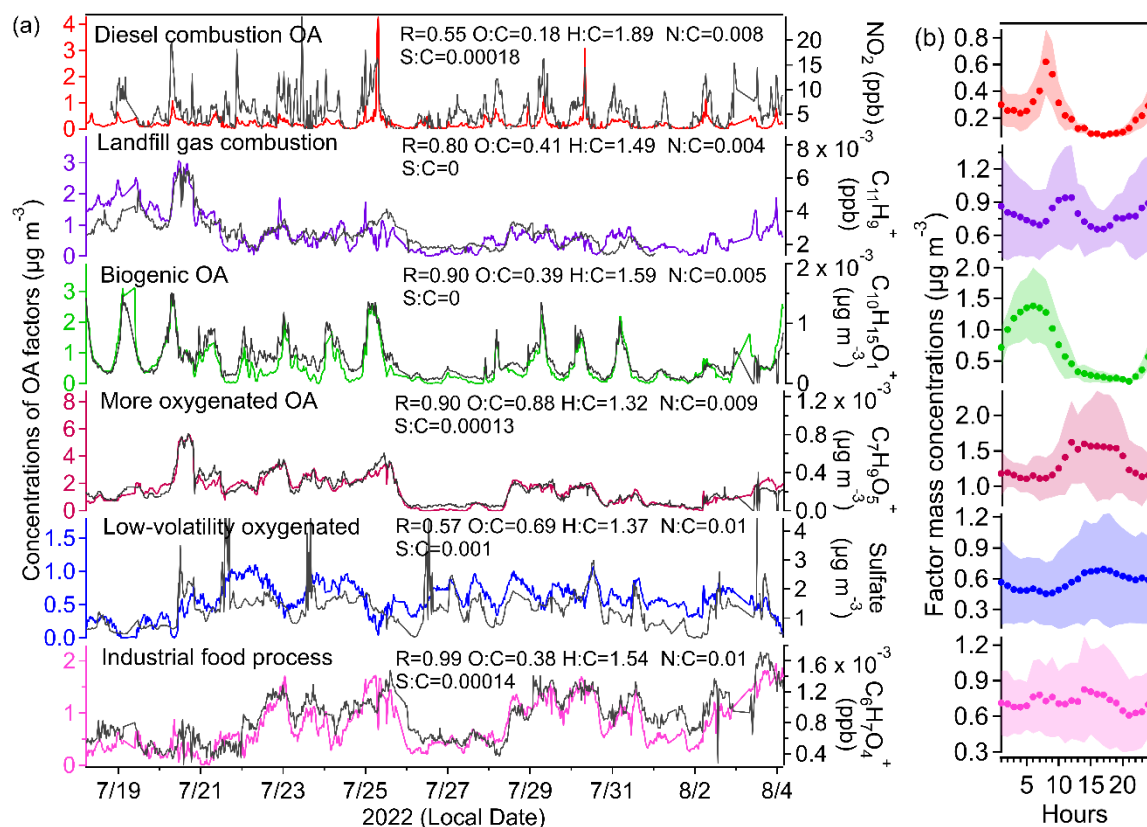 (a)
Diesel combustion OA
R=0.55 O:C=0.18 H:C=1.89 N:C=0.008
S:C=0.00018
4
3
2
1
0
20
15
10
5
NO2 (ppb)
Landfill gas combustion
R=0.80 O:C=0.41 H:C=1.49 N:C=0.004
S:C=0
3
2
1
0
8 x 10-3
6
4
2
C11H9+
(ppb)
Biogenic OA
R=0.90 O:C=0.39 H:C=1.59 N:C=0.005
S:C=0
3
2
1
0
2 x 10-3
1
0
C10H15O1+
(µg m-3)
More oxygenated OA
R=0.90 O:C=0.88 H:C=1.32 N:C=0.009
S:C=0.00013
8
6
4
2
0
1.2 x 10-3
0.8
0.4
0.0
C7H9O5+
(µg m-3)
Low-volatility oxygenated
R=0.57 O:C=0.69 H:C=1.37 N:C=0.01
S:C=0.001
1.5
1.0
0.5
0.0
4
3
2
1
Sulfate
(µg m-3)
Industrial food process
R=0.99 O:C=0.38 H:C=1.54 N:C=0.01
S:C=0.00014
2
1
0
1.6 x 10-3
1.2
0.8
0.4
C6H7O4+
(ppb)
Concentrations of OA factors (µg m-3)
7/19 7/21 7/23 7/25 7/27 7/29 7/31 8/2 8/4
2022 (Local Date)
(b)
0.8
0.6
0.4
0.2
1.2
0.9
0.6
2.0
1.5
1.0
0.5
2.0
1.5
1.0
1.2
0.9
0.6
0.3
1.2
0.9
0.6
0.3
Factor mass concentrations (µg m-3)
5 10 15 20
Hours